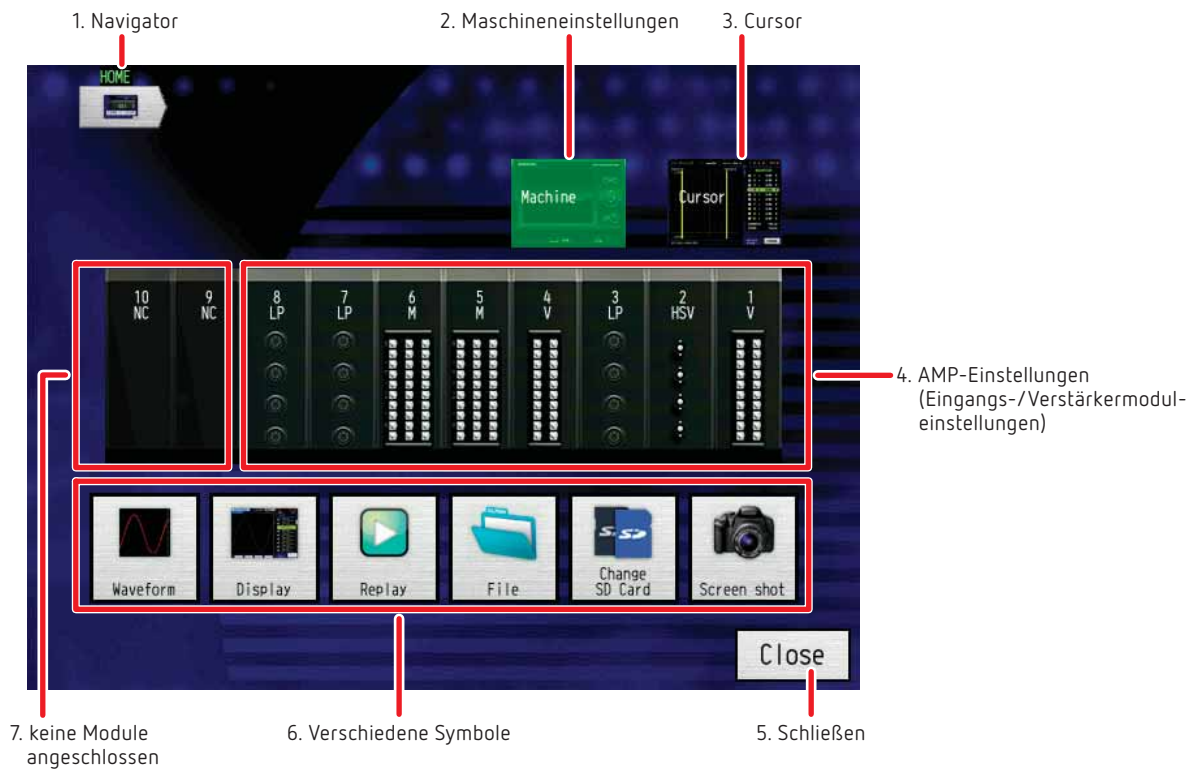 1. Navigator
2. Maschineneinstellungen
3. Cursor
HOME
Machine
Cursor
10 9 8 7 6 5 4 3 2 1
NC NC LP LP M M V LP HSV V
4. AMP-Einstellungen
(Eingangs-/Verstärkermodul-
einstellungen)
Waveform
Display
Replay
File
Change
SD Card
Screen shot
Close
7. keine Module
angeschlossen
6. Verschiedene Symbole
5. Schließen